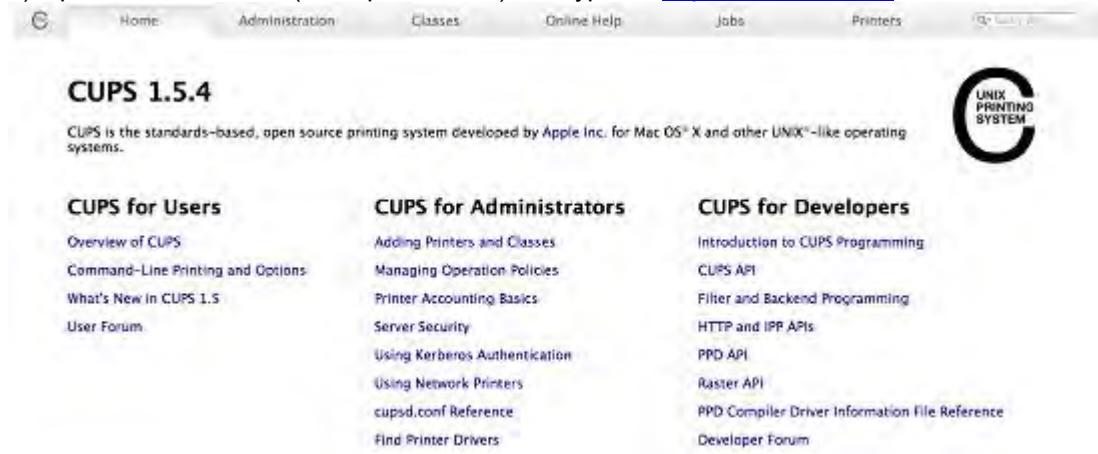 Home Administration Classes Online Help Jobs Printers
CUPS 1.5.4
UNIX
PRINTING
SYSTEM
CUPS is the standards-based, open source printing system developed by Apple Inc. for Mac OS® X and other UNIX®-like operating
systems.
CUPS for Users
Overview of CUPS
Command-Line Printing and Options
What's New in CUPS 1.5
User Forum
CUPS for Administrators
Adding Printers and Classes
Managing Operation Policies
Printer Accounting Basics
Server Security
Using Kerberos Authentication
Using Network Printers
cupsd.conf Reference
Find Printer Drivers
CUPS for Developers
Introduction to CUPS Programming
CUPS API
Filter and Backend Programming
HTTP and IPP APIs
PPD API
Raster API
PPD Compiler Driver Information File Reference
Developer Forum